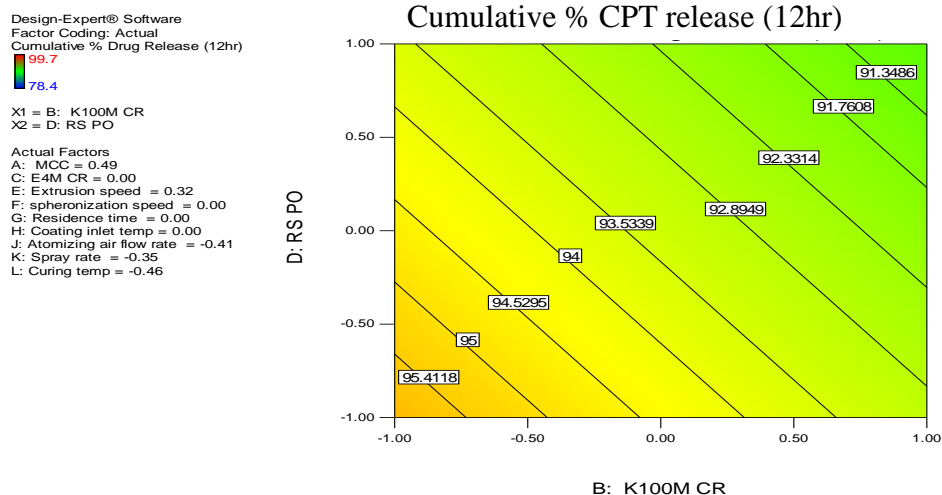 Design-Expert® Software
Factor Coding: Actual
Cumulative % Drug Release (12hr)
99.7
78.4
X1 = B: K100M CR
X2 = D: RS PO
Actual Factors
A: MCC = 0.49
C: E4M CR = 0.00
E: Extrusion speed = 0.32
F: spheronization speed = 0.00
G: Residence time = 0.00
H: Coating inlet temp = 0.00
J: Atomizing air flow rate = -0.41
K: Spray rate = -0.35
L: Curing temp = -0.46
Cumulative % CPT release (12hr)
1.00
0.50
0.00
-0.50
-1.00
D: RS PO
91.3486
91.7608
92.3314
92.8949
93.5339
94
94.5295
95
95.4118
-1.00 -0.50 0.00 0.50 1.00
B: K100M CR